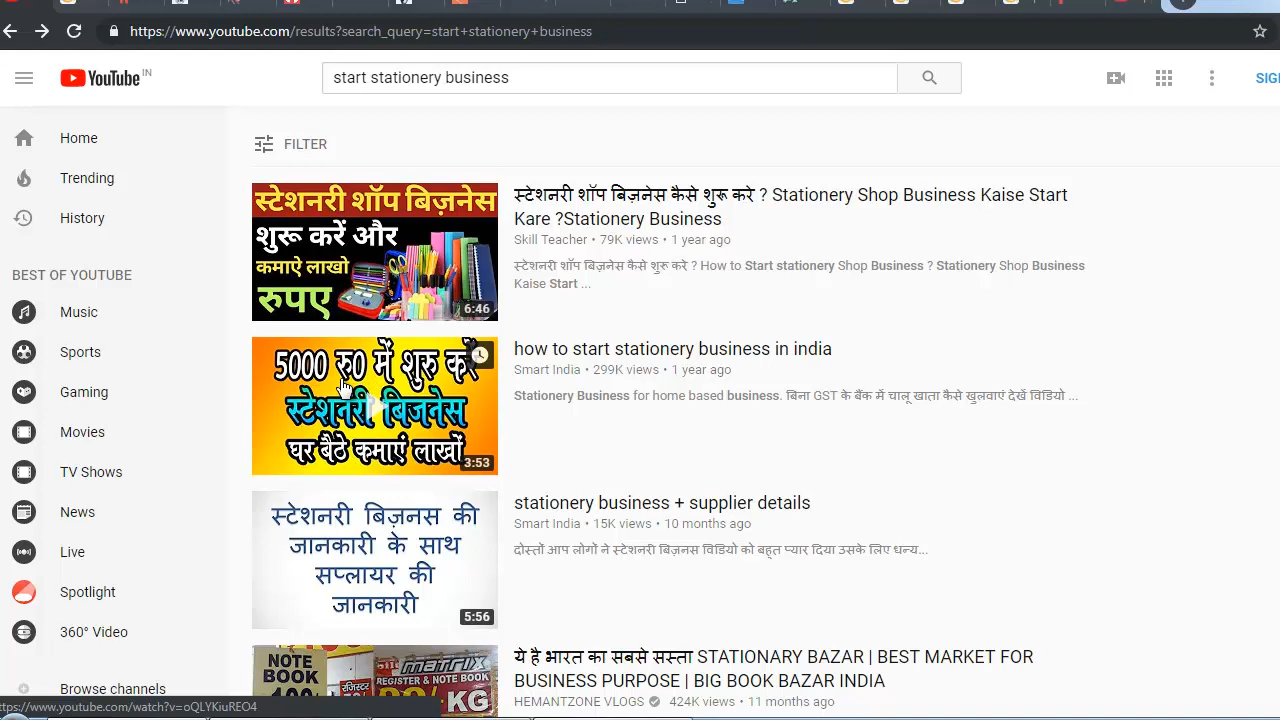 https://www.youtube.com/results?search_query=start+stationery+business
YouTube IN
start stationery business
SIG
Home
Trending
History
BEST OF YOUTUBE
Music
Sports
Gaming
Movies
TV Shows
News
Live
Spotlight
360° Video
Browse channels
FILTER
स्टेशनरी शॉप बिज़नेस
शुरू करें और
कमाऐ लाखो
रुपए
6:46
स्टेशनरी शॉप बिज़नेस कैसे शुरू करे ? Stationery Shop Business Kaise Start
Kare ?Stationery Business
Skill Teacher • 79K views • 1 year ago
स्टेशनरी शॉप बिज़नेस कैसे शुरू करे ? How to Start stationery Shop Business ? Stationery Shop Business
Kaise Start ...
5000 रु0 में शुरु करें
स्टेशनरी बिजनेस
घर बैठे कमाएं लाखों
3:53
how to start stationery business in india
Smart India • 299K views • 1 year ago
Stationery Business for home based business. बिना GST के बैंक में चालू खाता कैसे खुलवाएं देखें विडियो ...
स्टेशनरी बिज़नस की
जानकारी के साथ
सप्लायर की
जानकारी
5:56
stationery business + supplier details
Smart India • 15K views • 10 months ago
दोस्तों आप लोगों ने स्टेशनरी बिज़नस विडियो को बहुत प्यार दिया उसके लिए धन्य...
NOTE
BOOK
MATRIX
REGISTER & NOTE BOOK
KG
ये है भारत का सबसे सस्ता STATIONARY BAZAR | BEST MARKET FOR
BUSINESS PURPOSE | BIG BOOK BAZAR INDIA
HEMANTZONE VLOGS 424K views • 11 months ago
ttps://www.youtube.com/watch?v=oQLYKiuREO4